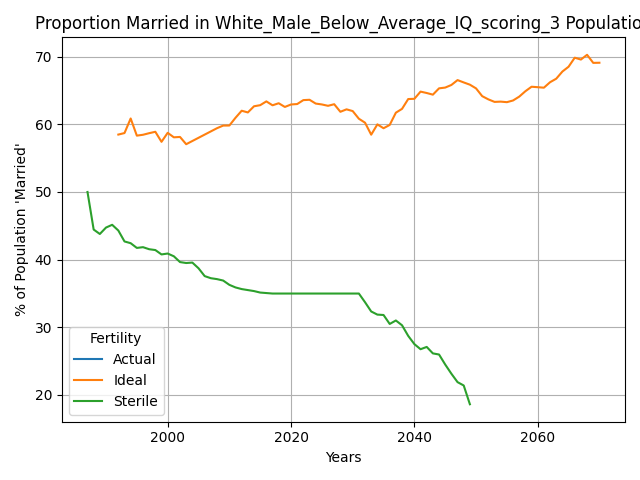 Proportion Married in White_Male_Below_Average_IQ_scoring_3 Populatio
70
60
50
40
30
20
% of Population 'Married'
Fertility
Actual
Ideal
Sterile
2000 2020 2040 2060
Years